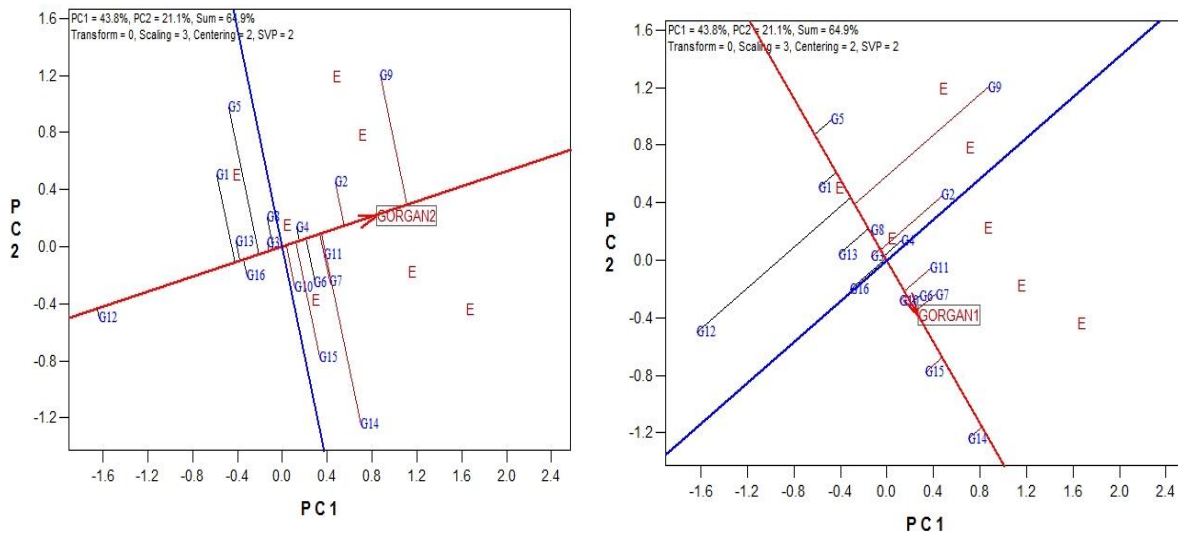 PC1 = 43.8%, PC2 = 21.1%, Sum = 64.9%
Transform = 0, Scaling = 3, Centering = 2, SVP = 2
1.6
1.2
0.8
0.4
0.0
-0.4
-0.8
-1.2
P
C
2
E
G9
G5
E
G1
E
G2
G8
E
G4
GORGAN2
G13
G3
G11
G16
G10
G6
G7
E
E
E
G12
G15
G14
-1.6 -1.2 -0.8 -0.4 0.0 0.4 0.8 1.2 1.6 2.0 2.4
PC1
PC1 = 43.8%, PC2 = 21.1%, Sum = 64.9%
Transform = 0, Scaling = 3, Centering = 2, SVP = 2
1.6
1.2
0.8
0.4
0.0
-0.4
-0.8
-1.2
P
C
2
E
G9
G5
E
G1
E
G2
G8
E
G4
E
G13
G3
G11
G16
E
G6
G7
GORGAN1
E
G12
G15
G14
-1.6 -1.2 -0.8 -0.4 0.0 0.4 0.8 1.2 1.6 2.0 2.4
PC1